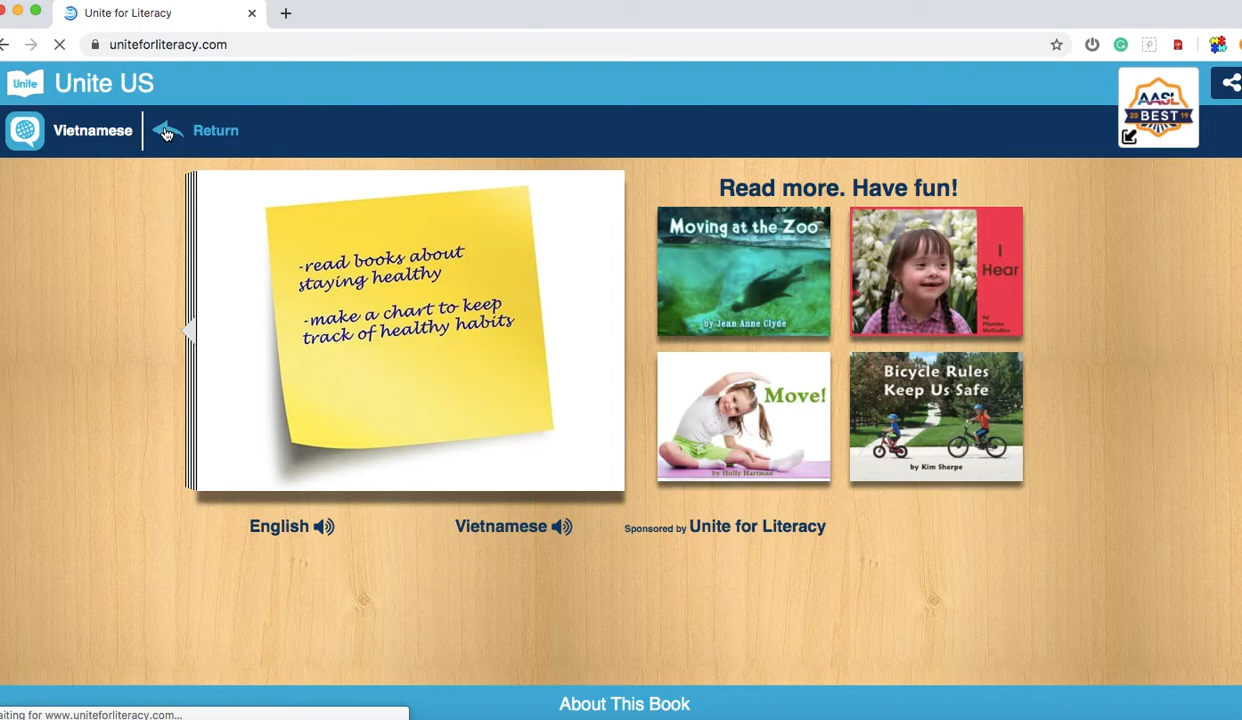 Unite for Literacy
uniteforliteracy.com
Unite
Unite US
AASL
2019
BEST
Vietnamese
Return
-read books about
staying healthy
-make a chart to keep
track of healthy habits
Read more. Have fun!
Moving at the Zoo
by Jean Anne Clyde
I
Hear
by
Move!
by Holly Hartman
Bicycle Rules
Keep Us Safe
by Kim Sharpe
English
Vietnamese
Sponsored by Unite for Literacy
About This Book
aiting for www.uniteforliteracy.com...